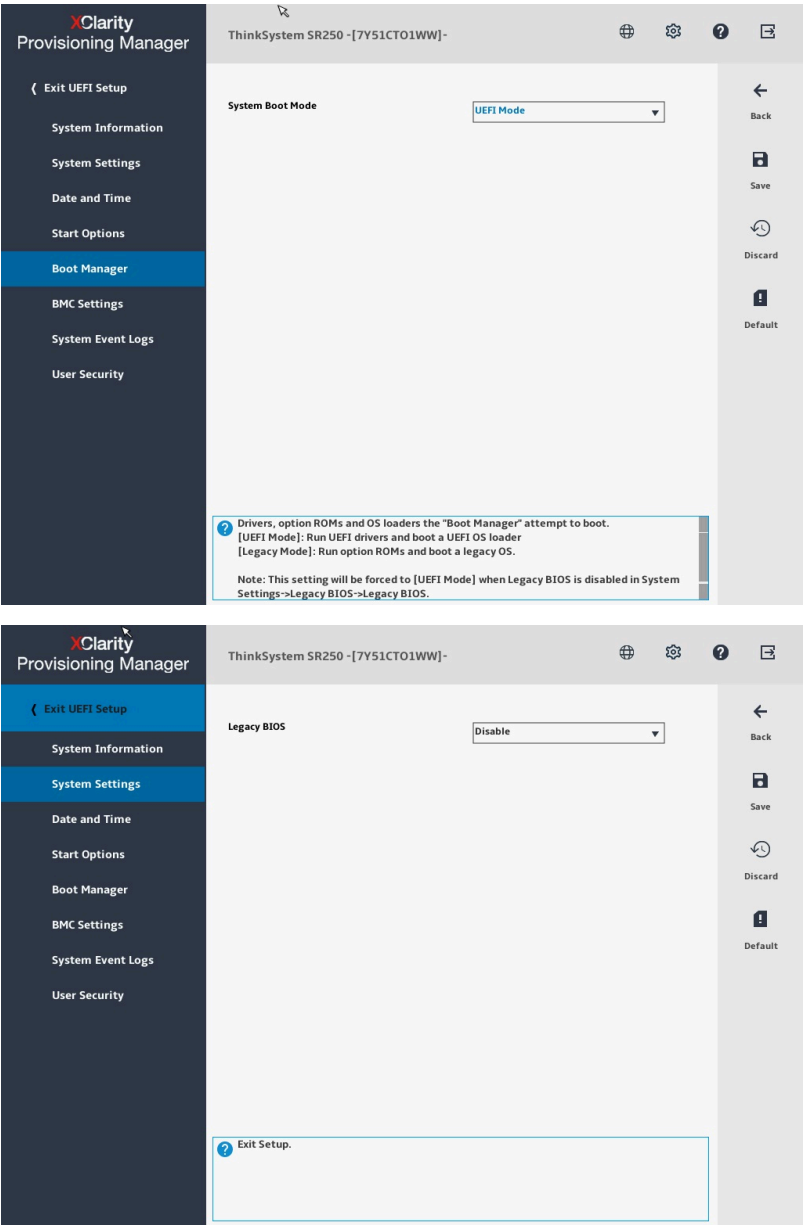 XClarity
Provisioning Manager
ThinkSystem SR250 -[7Y51CTO1WW]-
Exit UEFI Setup
System Information
System Settings
Date and Time
Start Options
Boot Manager
BMC Settings
System Event Logs
User Security
System Boot Mode
UEFI Mode
Back
Save
Discard
Default
Drivers, option ROMs and OS loaders the "Boot Manager" attempt to boot.
[UEFI Mode]: Run UEFI drivers and boot a UEFI OS loader
[Legacy Mode]: Run option ROMs and boot a legacy OS.
Note: This setting will be forced to [UEFI Mode] when Legacy BIOS is disabled in System
Settings->Legacy BIOS->Legacy BIOS.
XClarity
Provisioning Manager
ThinkSystem SR250 -[7Y51CTO1WW]-
Exit UEFI Setup
System Information
System Settings
Date and Time
Start Options
Boot Manager
BMC Settings
System Event Logs
User Security
Legacy BIOS
Disable
Back
Save
Discard
Default
Exit Setup.